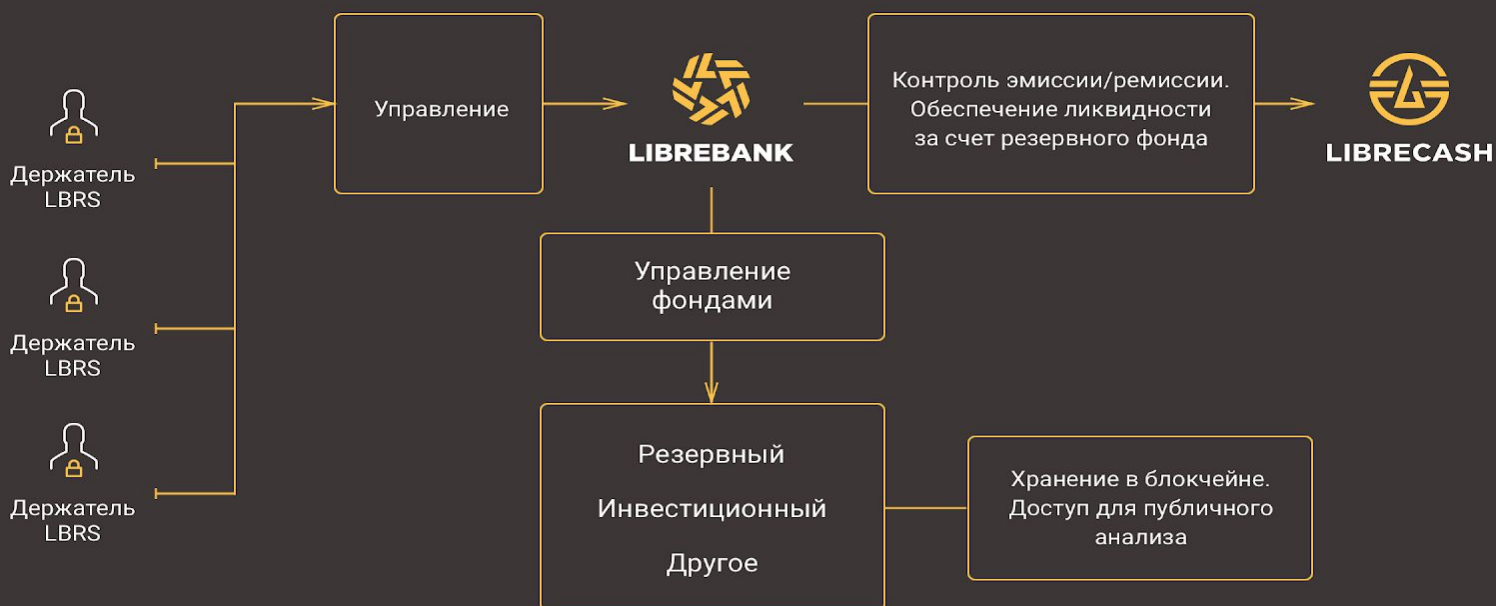 Держатель
LBRS
Держатель
LBRS
Держатель
LBRS
Управление
LIBREBANK
Контроль эмиссии/ремиссии.
Обеспечение ликвидности
за счет резервного фонда
LIBRECASH
Управление
фондами
Резервный
Инвестиционный
Другое
Хранение в блокчейне.
Доступ для публичного
анализа